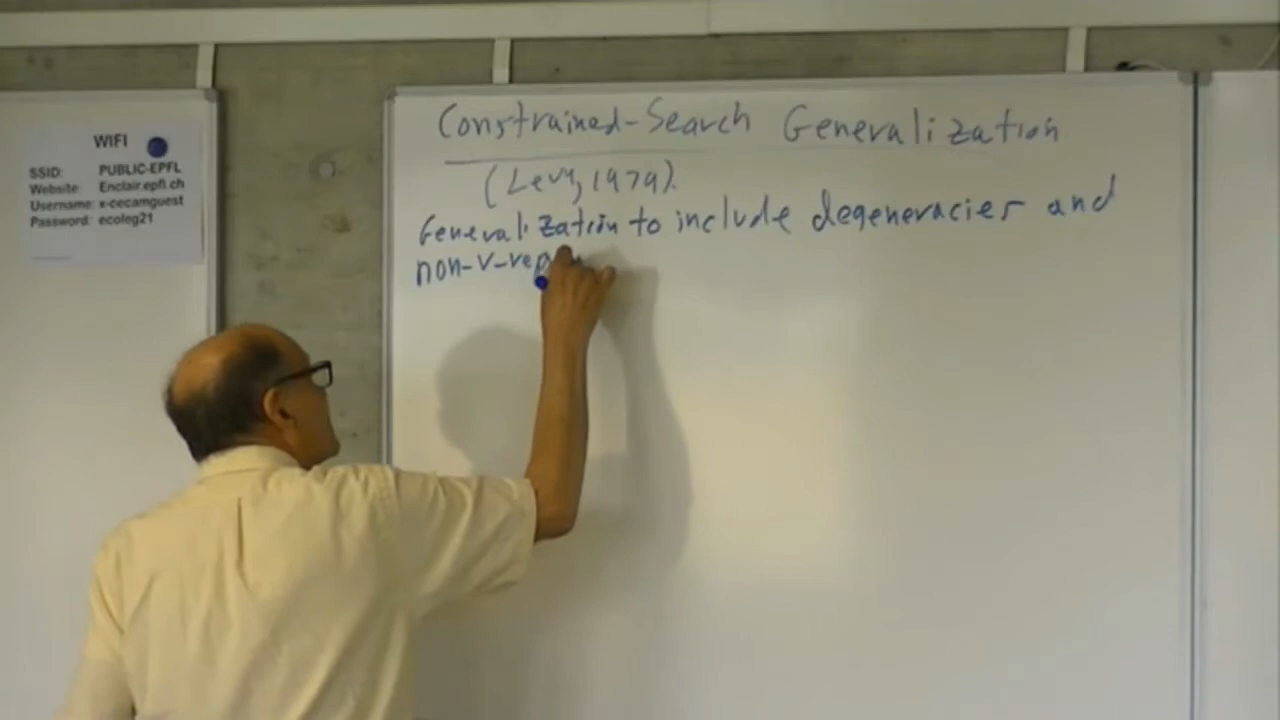 WIFI
SSID: PUBLIC-EPFL
Website: Enclair.epfl.ch
Username: x-cecamguest
Password: ecoleg21
Constrained-Search Generalization
(Levy, 1979).
Generalization to include degeneracies and
non-v-rep